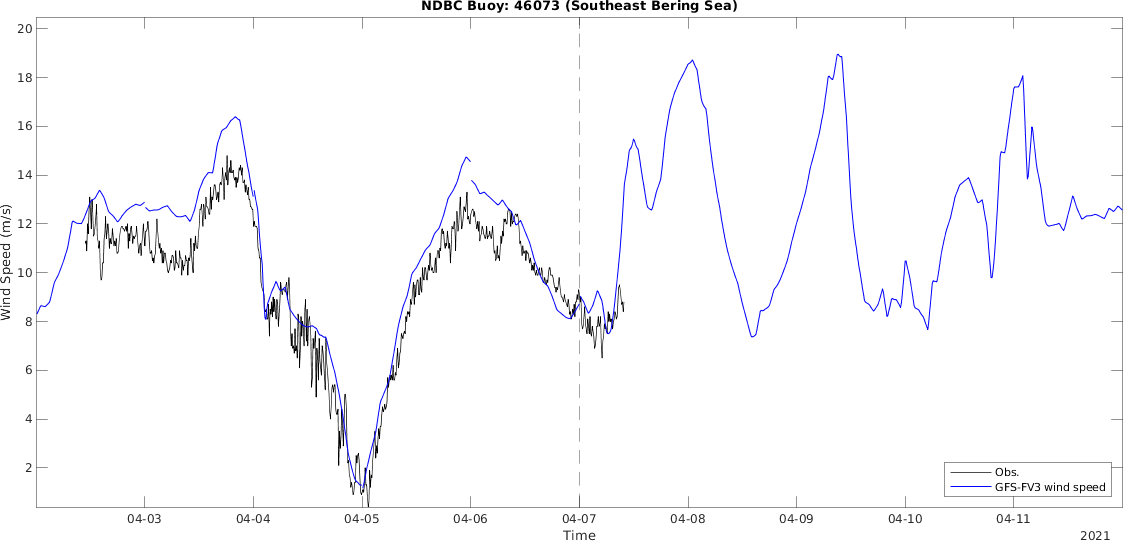 NDBC Buoy: 46073 (Southeast Bering Sea)
Wind Speed (m/s)
20
18
16
14
12
10
8
6
4
2
Obs.
GFS-FV3 wind speed
04-03 04-04 04-05 04-06 04-07 04-08 04-09 04-10 04-11
Time
2021